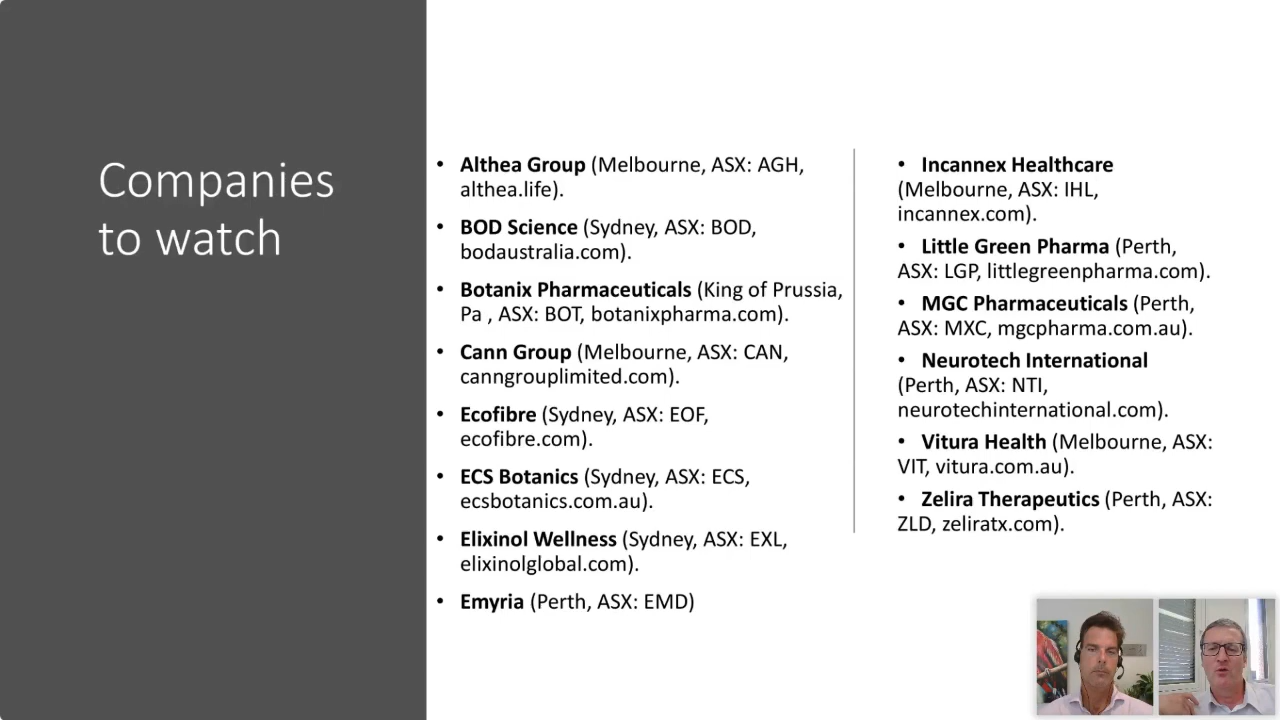 Companies
to watch
• Althea Group (Melbourne, ASX: AGH,
althea.life).
• BOD Science (Sydney, ASX: BOD,
bodaustralia.com).
• Botanix Pharmaceuticals (King of Prussia,
Pa , ASX: BOT, botanixpharma.com).
• Cann Group (Melbourne, ASX: CAN,
canngrouplimited.com).
• Ecofibre (Sydney, ASX: EOF,
ecofibre.com).
• ECS Botanics (Sydney, ASX: ECS,
ecsbotanics.com.au).
• Elixinol Wellness (Sydney, ASX: EXL,
elixinolglobal.com).
• Emyria (Perth, ASX: EMD)
• Incannex Healthcare
(Melbourne, ASX: IHL,
incannex.com).
• Little Green Pharma (Perth,
ASX: LGP, littlegreenpharma.com).
• MGC Pharmaceuticals (Perth,
ASX: MXC, mgcpharma.com.au).
• Neurotech International
(Perth, ASX: NTI,
neurotechinternational.com).
• Vitura Health (Melbourne, ASX:
VIT, vitura.com.au).
• Zelira Therapeutics (Perth, ASX:
ZLD, zeliratx.com).